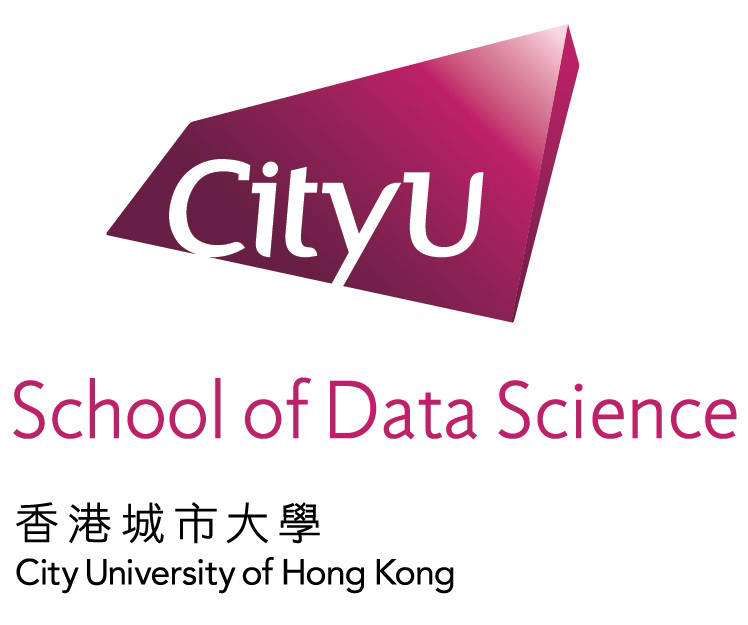 CityU
School of Data Science
香港城市大學
City University of Hong Kong